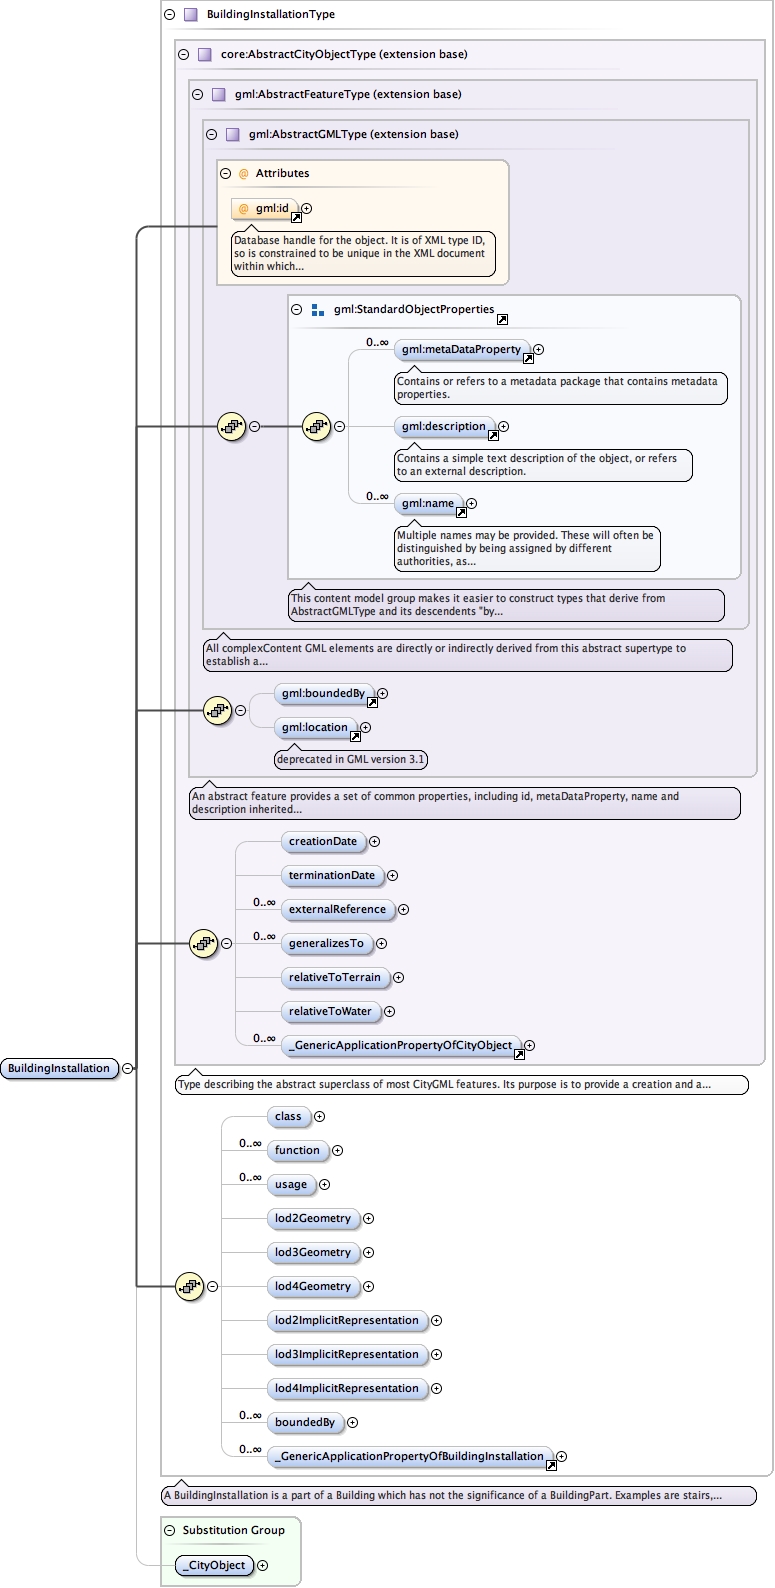 BuildingInstallationType
core:AbstractCityObjectType (extension base)
gml:AbstractFeatureType (extension base)
gml:AbstractGMLType (extension base)
@ Attributes
@ gml:id
Database handle for the object. It is of XML type ID,
so is constrained to be unique in the XML document
within which...
gml:StandardObjectProperties
0..∞ gml:metaDataProperty
Contains or refers to a metadata package that contains metadata
properties.
gml:description
Contains a simple text description of the object, or refers
to an external description.
0..∞ gml:name
Multiple names may be provided. These will often be
distinguished by being assigned by different
authorities, as...
This content model group makes it easier to construct types that derive from
AbstractGMLType and its descendents "by...
All complexContent GML elements are directly or indirectly derived from this abstract supertype to
establish a...
gml:boundedBy
gml:location
deprecated in GML version 3.1
An abstract feature provides a set of common properties, including id, metaDataProperty, name and
description inherited...
creationDate
terminationDate
0..∞ externalReference
0..∞ generalizesTo
relativeToTerrain
relativeToWater
0..∞ _GenericApplicationPropertyOfCityObject
BuildingInstallation
Type describing the abstract superclass of most CityGML features. Its purpose is to provide a creation and a...
class
0..∞ function
0..∞ usage
lod2Geometry
lod3Geometry
lod4Geometry
lod2ImplicitRepresentation
lod3ImplicitRepresentation
lod4ImplicitRepresentation
0..∞ boundedBy
0..∞ _GenericApplicationPropertyOfBuildingInstallation
A BuildingInstallation is a part of a Building which has not the significance of a BuildingPart. Examples are stairs,...
Substitution Group
_CityObject